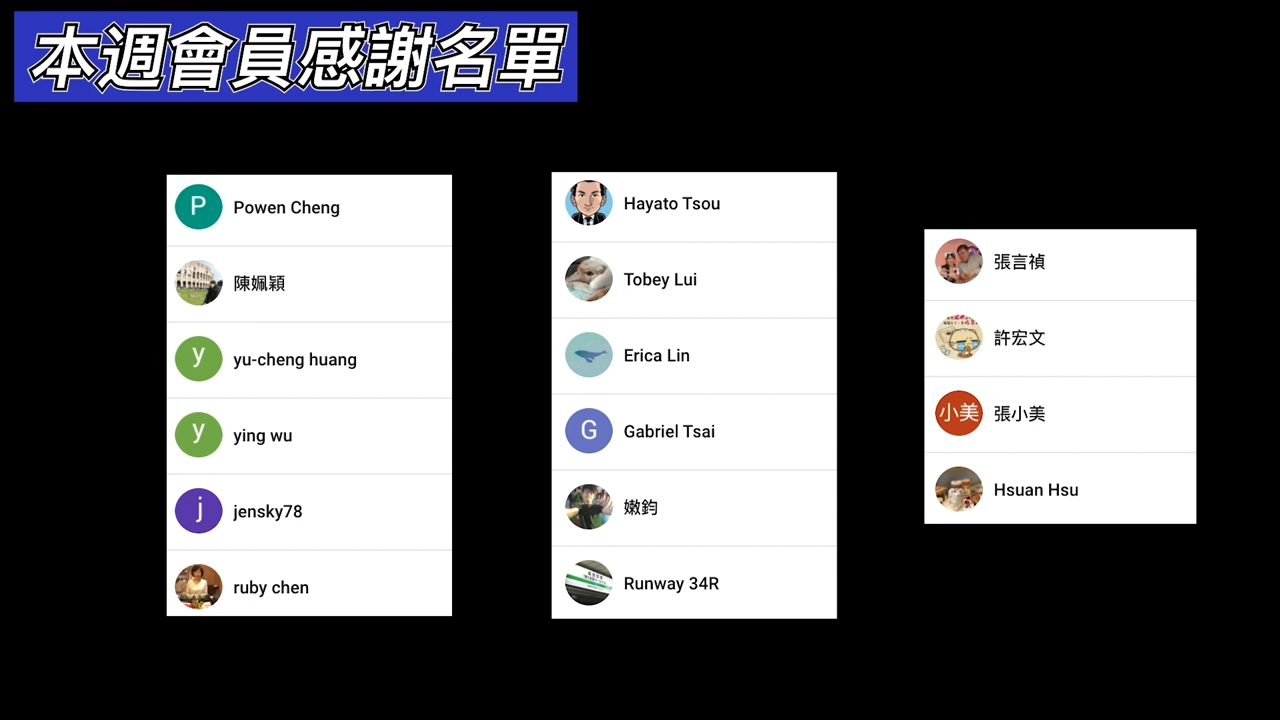 本週會員感謝名單
P
Powen Cheng
陳姵穎
y
yu-cheng huang
y
ying wu
j
jensky78
ruby chen
Hayato Tsou
Tobey Lui
Erica Lin
G
Gabriel Tsai
嫩鈞
Runway 34R
張言禎
許宏文
小美
張小美
Hsuan Hsu